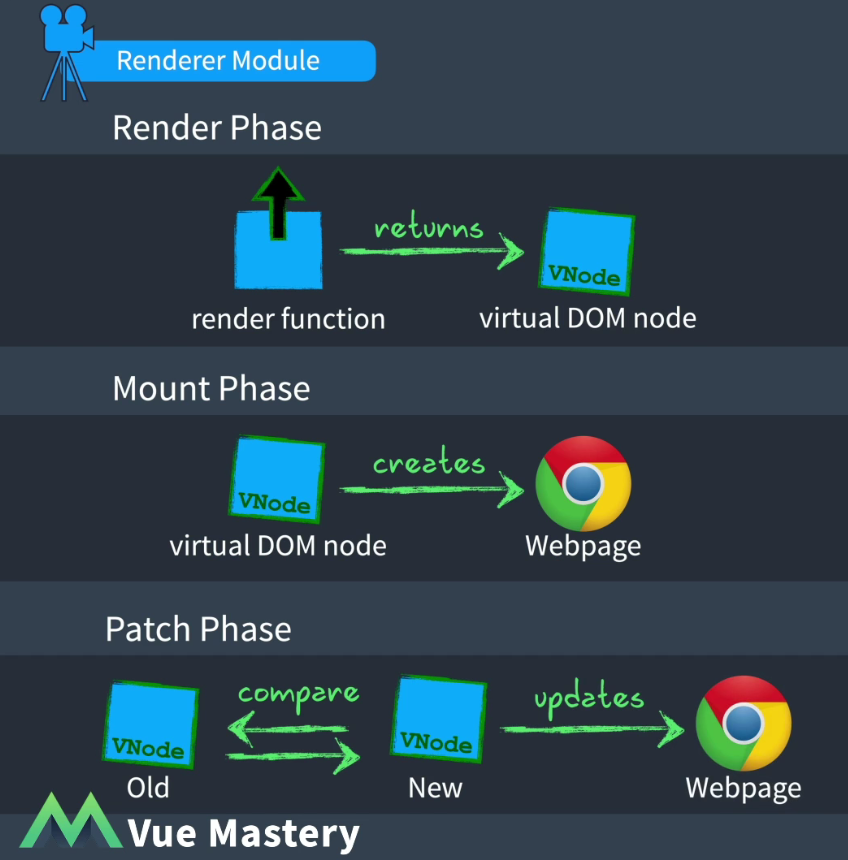 Renderer Module
Render Phase
returns
VNode
render function
virtual DOM node
Mount Phase
creates
VNode
virtual DOM node
Webpage
Patch Phase
compare
updates
VNode
VNode
Old
New
Webpage
Vue Mastery